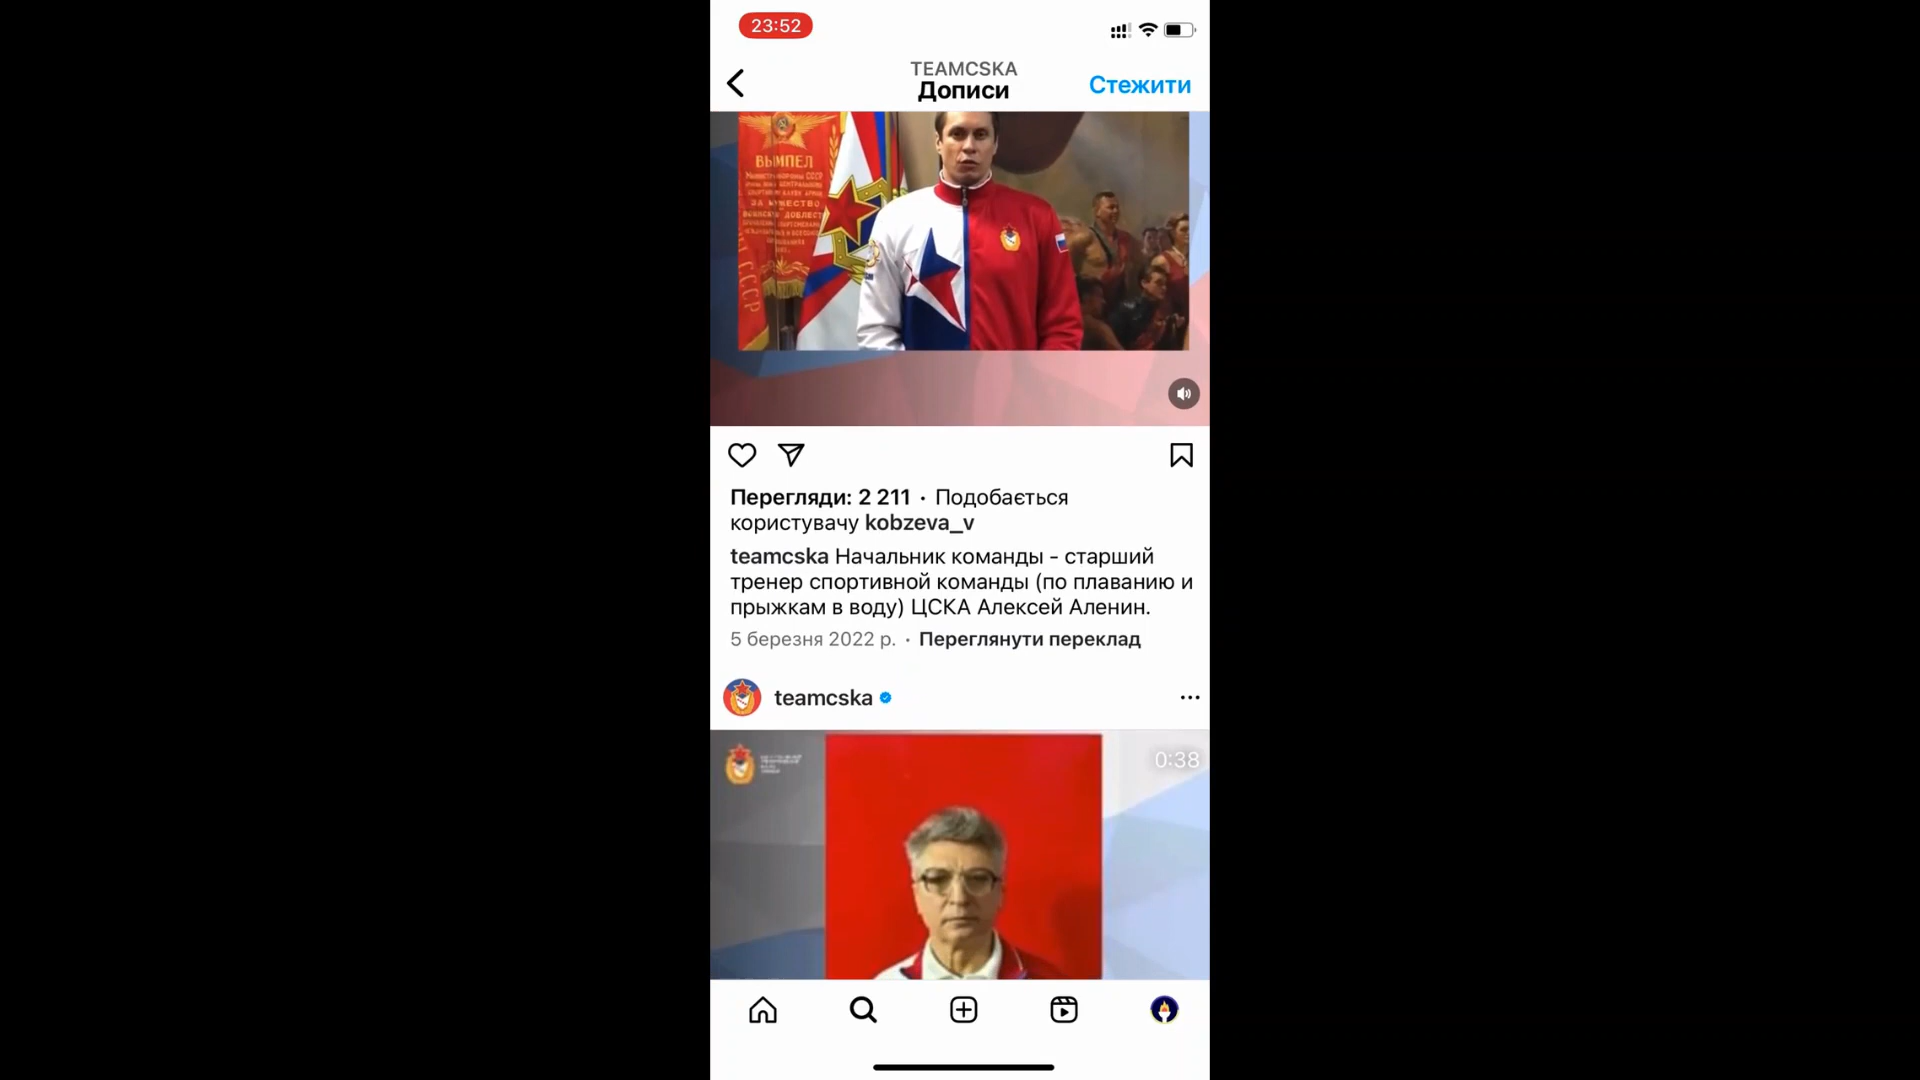 23:52
TEAMCSKA
Дописи
Стежити
ВЫМПЕЛ
ЗА МУЖЕСТВО
СССР
Перегляди: 2 211 · Подобається
користувачу kobzeva_v
teamcska Начальник команды - старший
тренер спортивной команды (по плаванию и
прыжкам в воду) ЦСКА Алексей Аленин.
5 березня 2022 р. · Переглянути переклад
teamcska
0:38